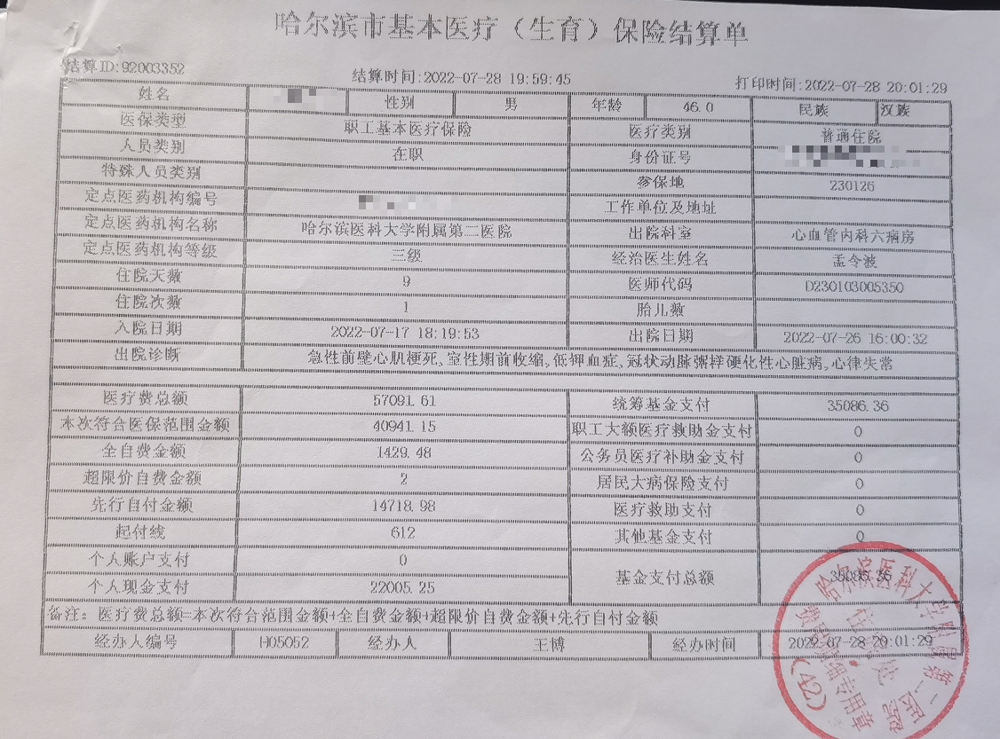 哈尔滨市基本医疗（生育）保险结算单
结算ID:92003352 结算时间:2022-07-28 19:59:45 打印时间:2022-07-28 20:01:29
姓名 性别 男 年龄 46.0 民族 汉族
医保类型 职工基本医疗保险 医疗类别 普通住院
人员类别 在职 身份证号
特殊人员类别 参保地 230126
定点医药机构编号 工作单位及地址
定点医药机构名称 哈尔滨医科大学附属第二医院 出院科室 心血管内科六病房
定点医药机构等级 三级 经治医生姓名 孟令波
住院天数 9 医师代码 D230103005350
住院次数 1 胎儿数
入院日期 2022-07-17 18:19:53 出院日期 2022-07-26 16:00:32
出院诊断 急性前壁心肌梗死,室性期前收缩,低钾血症,冠状动脉粥样硬化性心脏病,心律失常
医疗费总额 57091.61 统筹基金支付 35086.36
本次符合医保范围金额 40941.15 职工大额医疗救助金支付 0
全自费金额 1429.48 公务员医疗补助金支付 0
超限价自费金额 2 居民大病保险支付 0
先行自付金额 14718.98 医疗救助支付 0
起付线 612 其他基金支付 0
个人账户支付 0 基金支付总额 35086.36
个人现金支付 22005.25
备注：医疗费总额=本次符合范围金额+全自费金额+超限价自费金额+先行自付金额
经办人编号 H05052 经办人 王博 经办时间 2022-07-28 20:01:29
哈尔滨医科大学附属第二医院
住院处
专用章
(42)